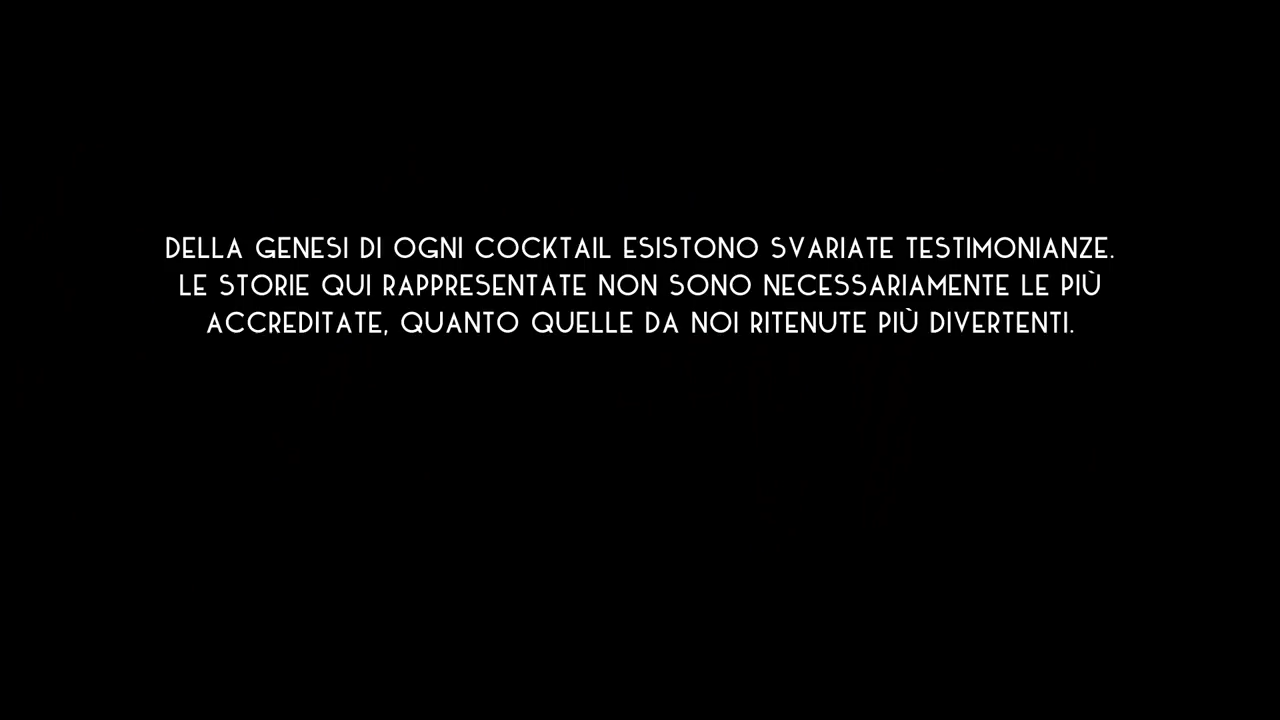 DELLA GENESI DI OGNI COCKTAIL ESISTONO SVARIATE TESTIMONIANZE.
LE STORIE QUI RAPPRESENTATE NON SONO NECESSARIAMENTE LE PIÙ
ACCREDITATE, QUANTO QUELLE DA NOI RITENUTE PIÙ DIVERTENTI.